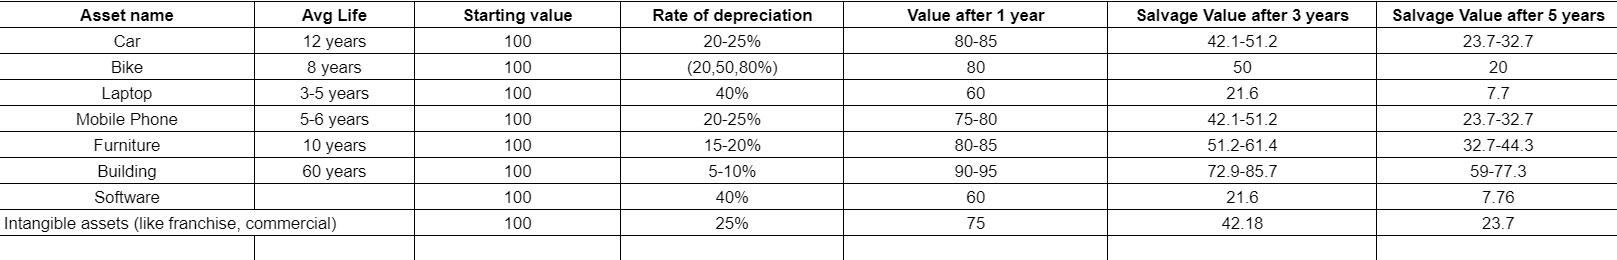 Asset name Avg Life Starting value Rate of depreciation Value after 1 year Salvage Value after 3 years Salvage Value after 5 years
Car 12 years 100 20-25% 80-85 42.1-51.2 23.7-32.7
Bike 8 years 100 (20,50,80%) 80 50 20
Laptop 3-5 years 100 40% 60 21.6 7.7
Mobile Phone 5-6 years 100 20-25% 75-80 42.1-51.2 23.7-32.7
Furniture 10 years 100 15-20% 80-85 51.2-61.4 32.7-44.3
Building 60 years 100 5-10% 90-95 72.9-85.7 59-77.3
Software 100 40% 60 21.6 7.76
Intangible assets (like franchise, commercial) 100 25% 75 42.18 23.7